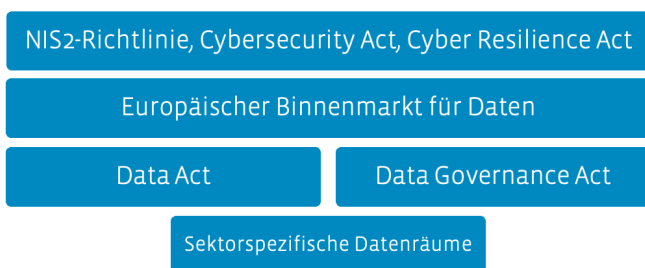 NIS2-Richtlinie, Cybersecurity Act, Cyber Resilience Act
Europäischer Binnenmarkt für Daten
Data Act
Data Governance Act
Sektorspezifische Datenräume